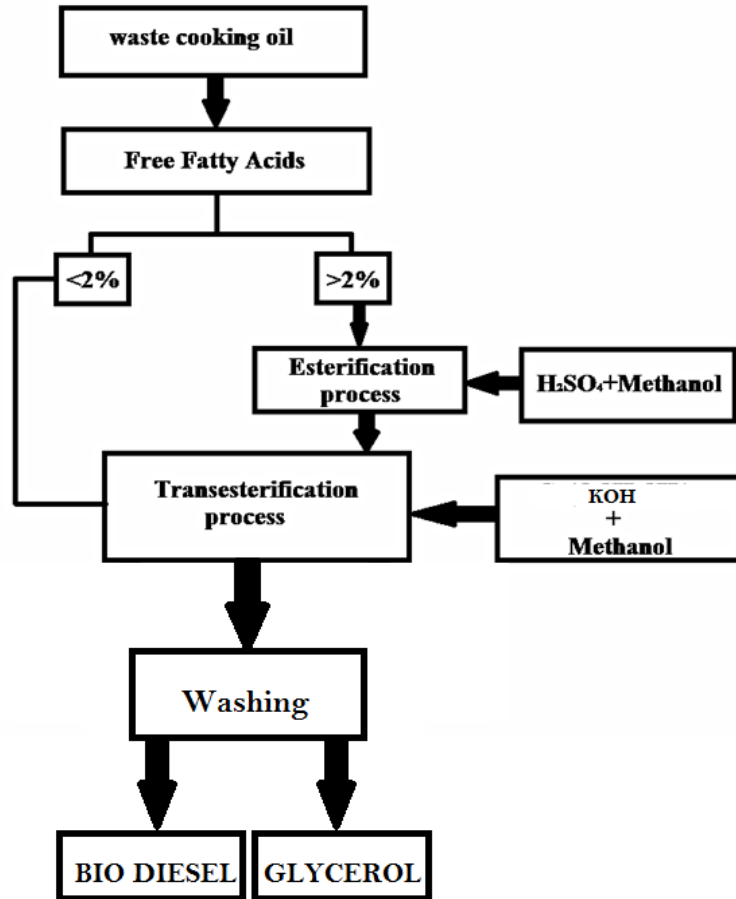 waste cooking oil
Free Fatty Acids
<2%
>2%
Esterification
process
H₂SO₄+Methanol
Transesterification
process
KOH
+
Methanol
Washing
BIO DIESEL
GLYCEROL